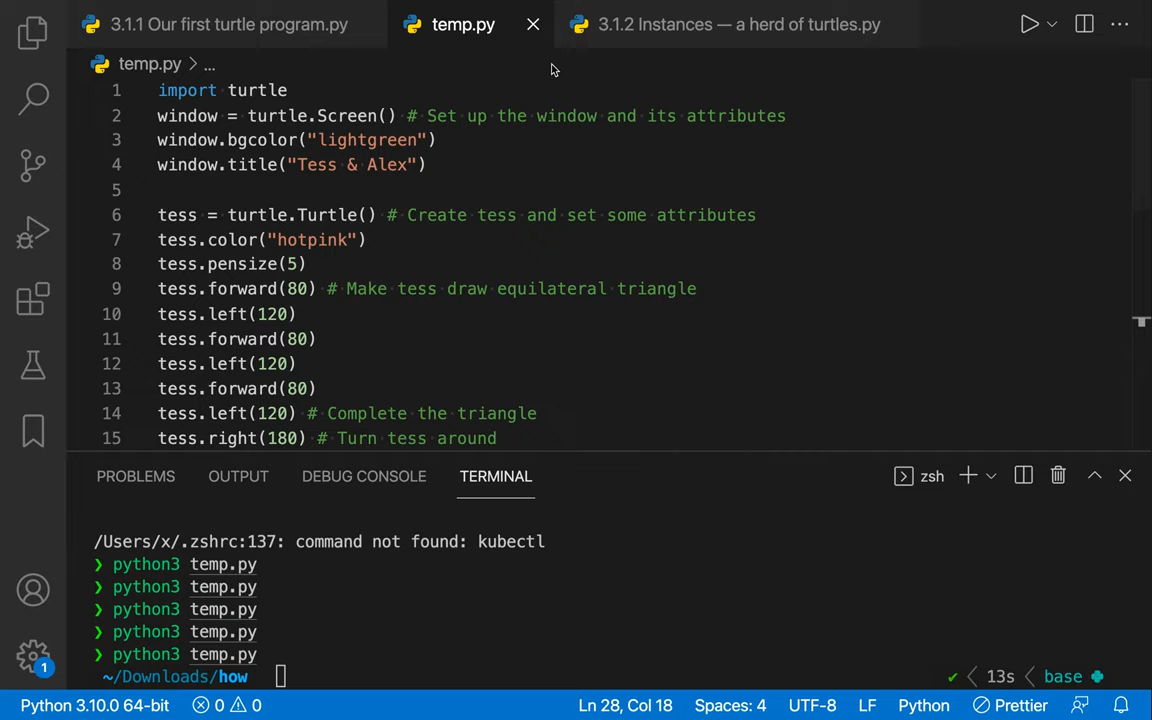 3.1.1 Our first turtle program.py
temp.py
3.1.2 Instances — a herd of turtles.py
temp.py > ...
1 import turtle
2 window = turtle.Screen() # Set up the window and its attributes
3 window.bgcolor("lightgreen")
4 window.title("Tess & Alex")
5
6 tess = turtle.Turtle() # Create tess and set some attributes
7 tess.color("hotpink")
8 tess.pensize(5)
9 tess.forward(80) # Make tess draw equilateral triangle
10 tess.left(120)
11 tess.forward(80)
12 tess.left(120)
13 tess.forward(80)
14 tess.left(120) # Complete the triangle
15 tess.right(180) # Turn tess around
PROBLEMS OUTPUT DEBUG CONSOLE TERMINAL
zsh
/Users/x/.zshrc:137: command not found: kubectl
❯ python3 temp.py
❯ python3 temp.py
❯ python3 temp.py
❯ python3 temp.py
❯ python3 temp.py
~/Downloads/how ✔ 13s base
1
Python 3.10.0 64-bit 0 0 Ln 28, Col 18 Spaces: 4 UTF-8 LF Python Prettier